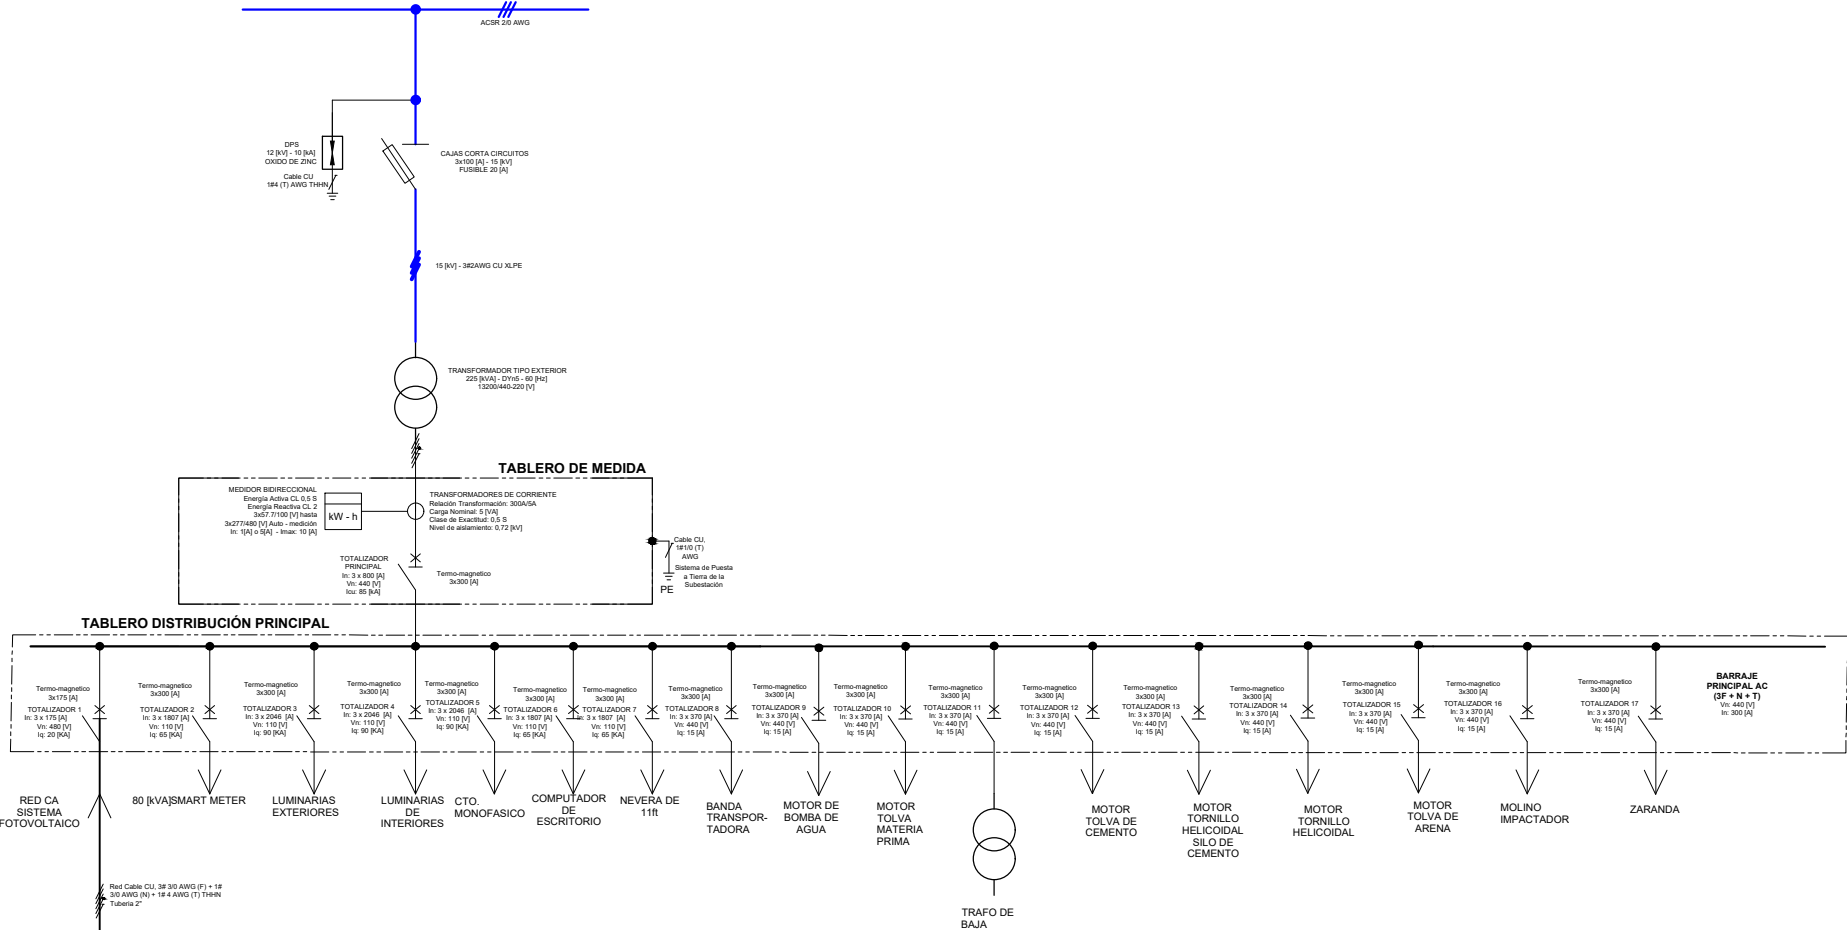 ACSR 2/0 AWG
DPS
12 [kV] - 10 [kA]
OXIDO DE ZINC
Cable CU
1#4 (T) AWG THHN
CAJAS CORTA CIRCUITOS
3x100 [A] - 15 [kV]
FUSIBLE 20 [A]
15 [kV] - 3#2AWG CU XLPE
TRANSFORMADOR TIPO EXTERIOR
225 [kVA] - DYn5 - 60 [Hz]
13200/440-220 [V]
TABLERO DE MEDIDA
MEDIDOR BIDIRECCIONAL
Energía Activa CL 0,5 S
Energía Reactiva CL 2
3x57.7/100 [V] hasta
3x277/480 [V] Auto - medición
In: 1[A] o 5[A] - Imax: 10 [A]
kW - h
TRANSFORMADORES DE CORRIENTE
Relación Transformación: 300A/5A
Carga Nominal: 5 [VA]
Clase de Exactitud: 0,5 S
Nivel de aislamiento: 0,72 [kV]
TOTALIZADOR
PRINCIPAL
In: 3 x 800 [A]
Vn: 440 [V]
Icu: 85 [kA]
Termo-magnetico
3x300 [A]
Cable CU,
1#1/0 (T)
AWG
Sistema de Puesta
a Tierra de la
Subestación
PE
TABLERO DISTRIBUCIÓN PRINCIPAL
Termo-magnetico
3x175 [A]
TOTALIZADOR 1
In: 3 x 175 [A]
Vn: 480 [V]
Iq: 20 [KA]
Termo-magnetico
3x300 [A]
TOTALIZADOR 2
In: 3 x 1807 [A]
Vn: 110 [V]
Iq: 65 [KA]
Termo-magnetico
3x300 [A]
TOTALIZADOR 3
In: 3 x 2046 [A]
Vn: 110 [V]
Iq: 90 [KA]
Termo-magnetico
3x300 [A]
TOTALIZADOR 4
In: 3 x 2046 [A]
Vn: 110 [V]
Iq: 90 [KA]
Termo-magnetico
3x300 [A]
TOTALIZADOR 5
In: 3 x 2046 [A]
Vn: 110 [V]
Iq: 90 [KA]
Termo-magnetico
3x300 [A]
TOTALIZADOR 6
In: 3 x 1807 [A]
Vn: 110 [V]
Iq: 65 [KA]
Termo-magnetico
3x300 [A]
TOTALIZADOR 7
In: 3 x 1807 [A]
Vn: 110 [V]
Iq: 65 [KA]
Termo-magnetico
3x300 [A]
TOTALIZADOR 8
In: 3 x 370 [A]
Vn: 440 [V]
Iq: 15 [A]
Termo-magnetico
3x300 [A]
TOTALIZADOR 9
In: 3 x 370 [A]
Vn: 440 [V]
Iq: 15 [A]
Termo-magnetico
3x300 [A]
TOTALIZADOR 10
In: 3 x 370 [A]
Vn: 440 [V]
Iq: 15 [A]
Termo-magnetico
3x300 [A]
TOTALIZADOR 11
In: 3 x 370 [A]
Vn: 440 [V]
Iq: 15 [A]
Termo-magnetico
3x300 [A]
TOTALIZADOR 12
In: 3 x 370 [A]
Vn: 440 [V]
Iq: 15 [A]
Termo-magnetico
3x300 [A]
TOTALIZADOR 13
In: 3 x 370 [A]
Vn: 440 [V]
Iq: 15 [A]
Termo-magnetico
3x300 [A]
TOTALIZADOR 14
In: 3 x 370 [A]
Vn: 440 [V]
Iq: 15 [A]
Termo-magnetico
3x300 [A]
TOTALIZADOR 15
In: 3 x 370 [A]
Vn: 440 [V]
Iq: 15 [A]
Termo-magnetico
3x300 [A]
TOTALIZADOR 16
In: 3 x 370 [A]
Vn: 440 [V]
Iq: 15 [A]
Termo-magnetico
3x300 [A]
TOTALIZADOR 17
In: 3 x 370 [A]
Vn: 440 [V]
Iq: 15 [A]
BARRAJE
PRINCIPAL AC
(3F + N + T)
Vn: 440 [V]
In: 300 [A]
RED CA
SISTEMA
FOTOVOLTAICO
80 [kVA]SMART METER
LUMINARIAS
EXTERIORES
LUMINARIAS
DE
INTERIORES
CTO.
MONOFASICO
COMPUTADOR
DE
ESCRITORIO
NEVERA DE
11ft
BANDA
TRANSPOR-
TADORA
MOTOR DE
BOMBA DE
AGUA
MOTOR
TOLVA
MATERIA
PRIMA
TRAFO DE
BAJA
MOTOR
TOLVA DE
CEMENTO
MOTOR
TORNILLO
HELICOIDAL
SILO DE
CEMENTO
MOTOR
TORNILLO
HELICOIDAL
MOTOR
TOLVA DE
ARENA
MOLINO
IMPACTADOR
ZARANDA
Red Cable CU, 3# 3/0 AWG (F) + 1#
3/0 AWG (N) + 1# 4 AWG (T) THHN
Tuberia 2"